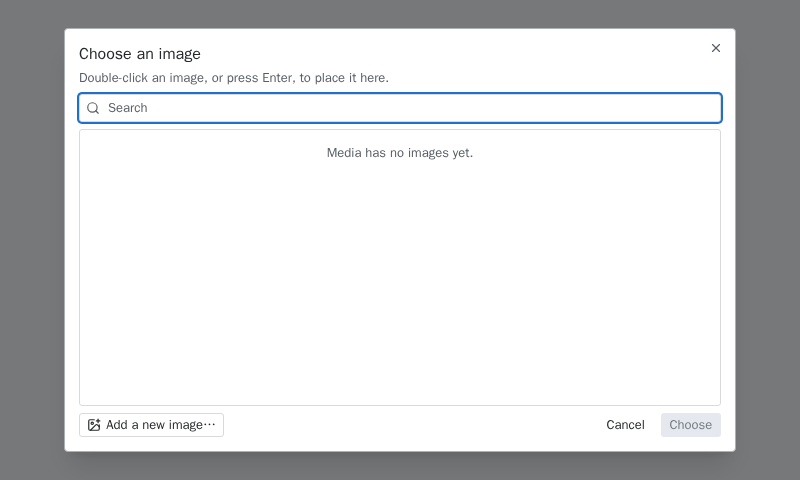 Choose an image
Double-click an image, or press Enter, to place it here.
Search
Media has no images yet.
Add a new image···
Cancel
Choose